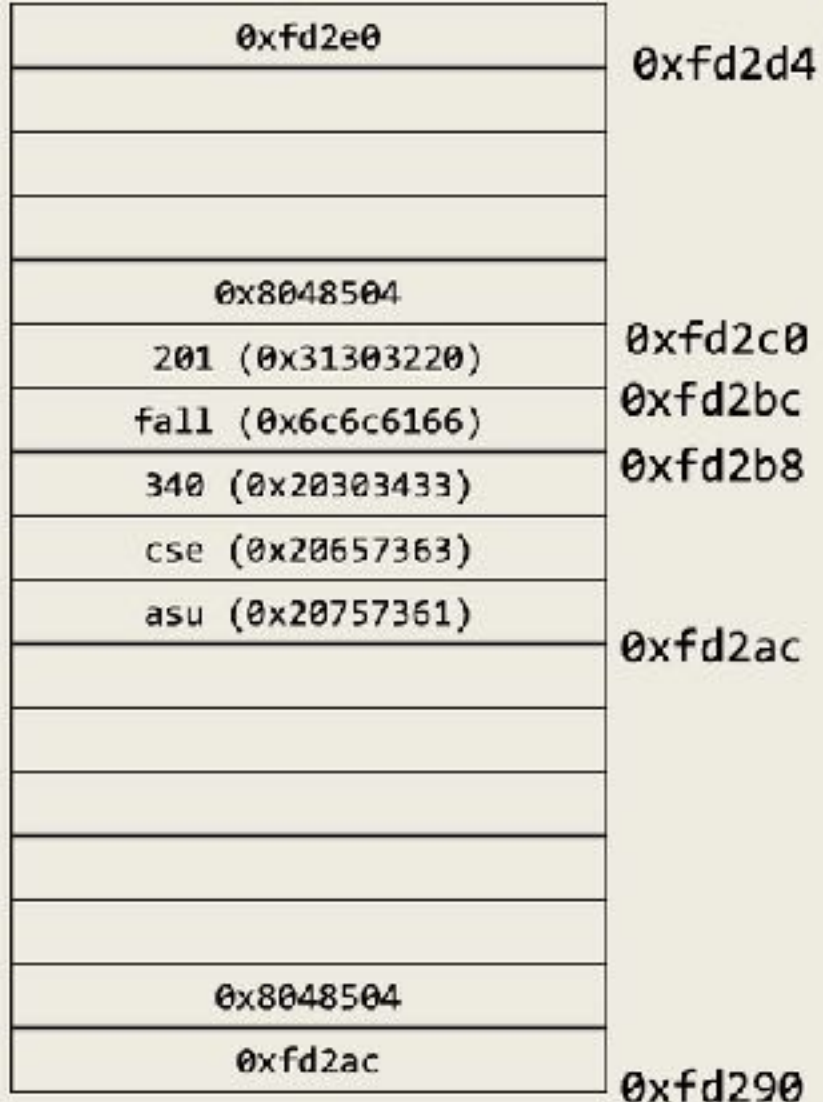 0xfd2e0
0xfd2d4
0x8048504
0xfd2c0
201 (0x31303220)
0xfd2bc
fall (0x6c6c6166)
0xfd2b8
340 (0x20303433)
cse (0x20657363)
asu (0x20757361)
0xfd2ac
0x8048504
0xfd2ac
0xfd290